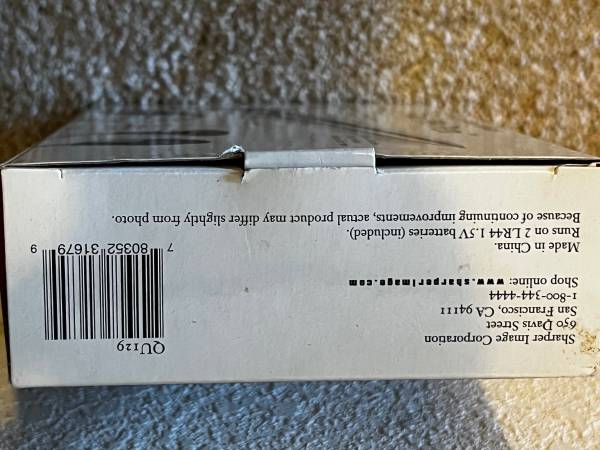 Sharper Image Corporation
650 Davis Street
San Francisco, CA 94111
1-800-344-4444
Shop online: www.sharperimage.com
Made in China.
Runs on 2 LR44 1.5V batteries (included).
Because of continuing improvements, actual product may differ slightly from photo.
QU129
7 80352 31679 9